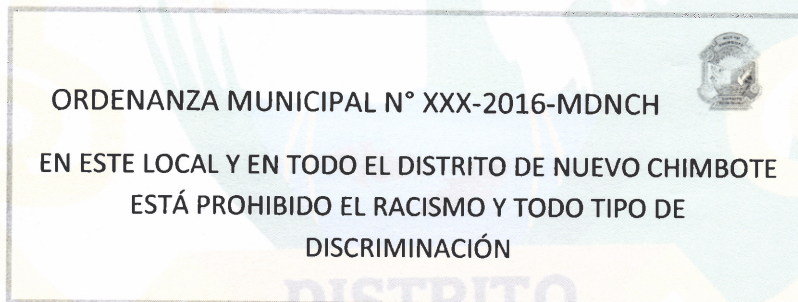 ORDENANZA MUNICIPAL N° XXX-2016-MDNCH
EN ESTE LOCAL Y EN TODO EL DISTRITO DE NUEVO CHIMBOTE
ESTÁ PROHIBIDO EL RACISMO Y TODO TIPO DE
DISCRIMINACIÓN
DISTRITO